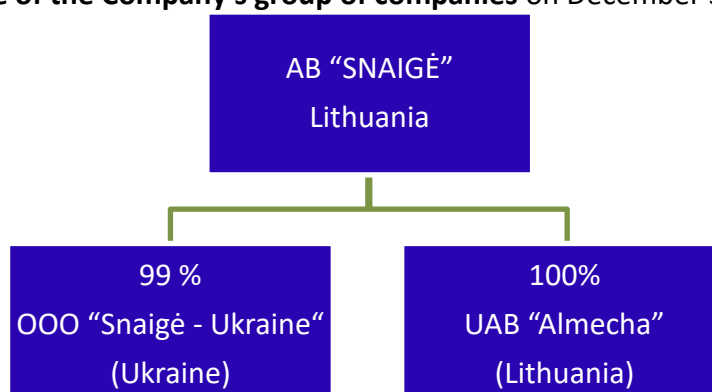 of the Company's group of companies on December
AB “SNAIGĖ”
Lithuania
99 %
OOO “Snaigė - Ukraine“
(Ukraine)
100%
UAB “Almecha”
(Lithuania)